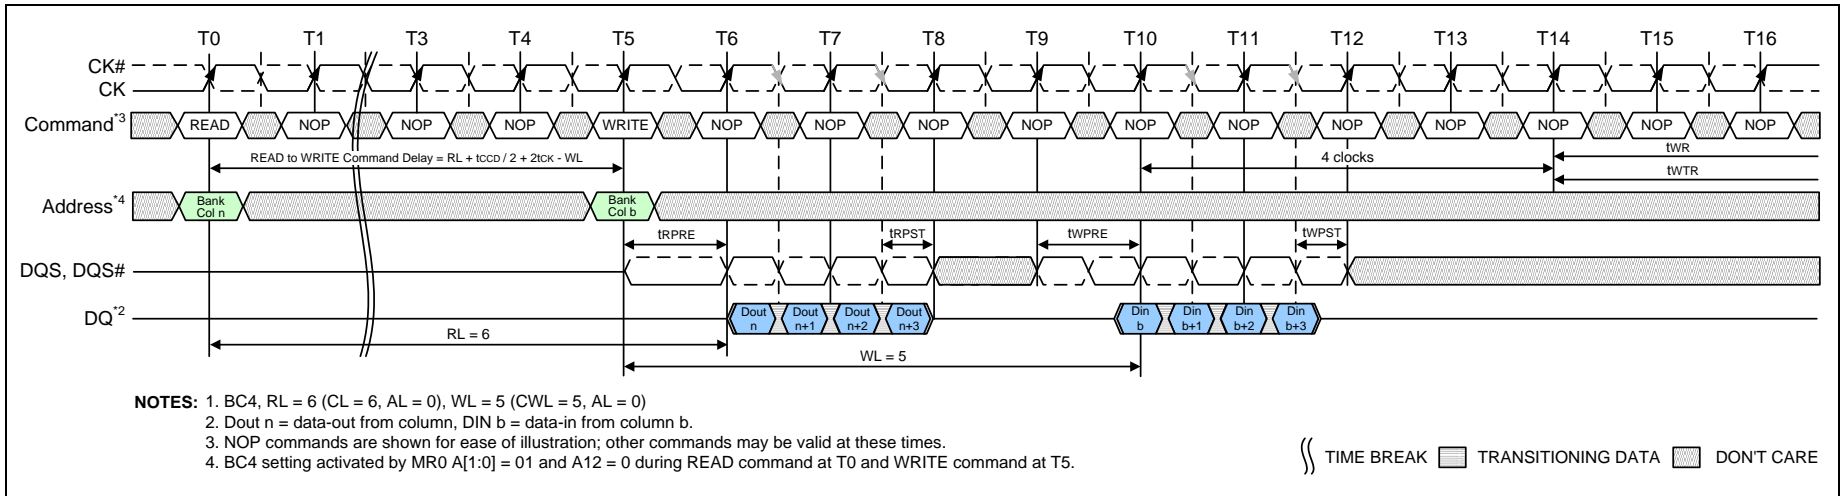 T0 T1 T3 T4 T5 T6 T7 T8 T9 T10 T11 T12 T13 T14 T15 T16
CK#
CK
Command*3 READ NOP NOP NOP WRITE NOP NOP NOP NOP NOP NOP NOP NOP NOP NOP NOP
READ to WRITE Command Delay = RL + tCCD / 2 + 2tCK - WL
4 clocks
tWR
tWTR
Address*4
Bank
Col n
Bank
Col b
tRPRE tRPST tWPRE tWPST
DQS, DQS#
DQ*2
Dout
n
Dout
n+1
Dout
n+2
Dout
n+3
Din
b
Din
b+1
Din
b+2
Din
b+3
RL = 6
WL = 5
NOTES: 1. BC4, RL = 6 (CL = 6, AL = 0), WL = 5 (CWL = 5, AL = 0)
2. Dout n = data-out from column, DIN b = data-in from column b.
3. NOP commands are shown for ease of illustration; other commands may be valid at these times.
4. BC4 setting activated by MR0 A[1:0] = 01 and A12 = 0 during READ command at T0 and WRITE command at T5.
TIME BREAK TRANSITIONING DATA DON'T CARE